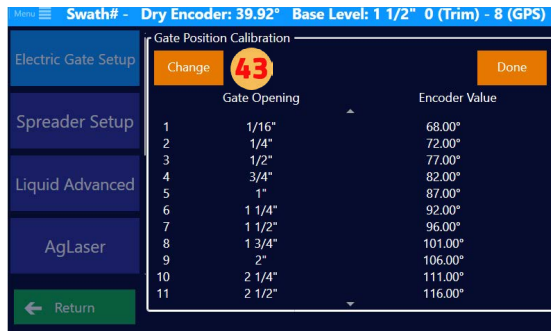 Menu Swath# - Dry Encoder: 39.92° Base Level: 1 1/2" 0 (Trim) - 8 (GPS)
Gate Position Calibration
Electric Gate Setup
Change 43 Done
Gate Opening Encoder Value
Spreader Setup
1 1/16" 68.00°
2 1/4" 72.00°
3 1/2" 77.00°
4 3/4" 82.00°
Liquid Advanced
5 1" 87.00°
6 1 1/4" 92.00°
7 1 1/2" 96.00°
AgLaser
8 1 3/4" 101.00°
9 2" 106.00°
10 2 1/4" 111.00°
11 2 1/2" 116.00°
Return